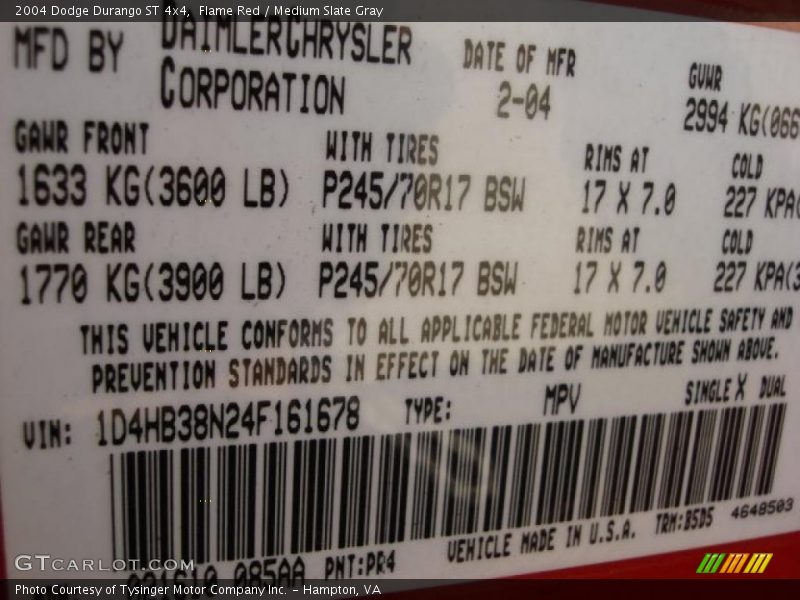 2004 Dodge Durango ST 4x4, Flame Red / Medium Slate Gray
MFD BY DAIMLERCHRYSLER CORPORATION
DATE OF MFR 2-04
GVWR 2994 KG(066
GAWR FRONT WITH TIRES RIMS AT COLD
1633 KG(3600 LB) P245/70R17 BSW 17 X 7.0 227 KPA(
GAWR REAR WITH TIRES RIMS AT COLD
1770 KG(3900 LB) P245/70R17 BSW 17 X 7.0 227 KPA(3
THIS VEHICLE CONFORMS TO ALL APPLICABLE FEDERAL MOTOR VEHICLE SAFETY AND
PREVENTION STANDARDS IN EFFECT ON THE DATE OF MANUFACTURE SHOWN ABOVE.
VIN: 1D4HB38N24F161678 TYPE: MPV SINGLE X DUAL
085AA PNT:PR4 VEHICLE MADE IN U.S.A. TRM:B5D5 4648503
GTCARLOT.COM
Photo Courtesy of Tysinger Motor Company Inc. – Hampton, VA